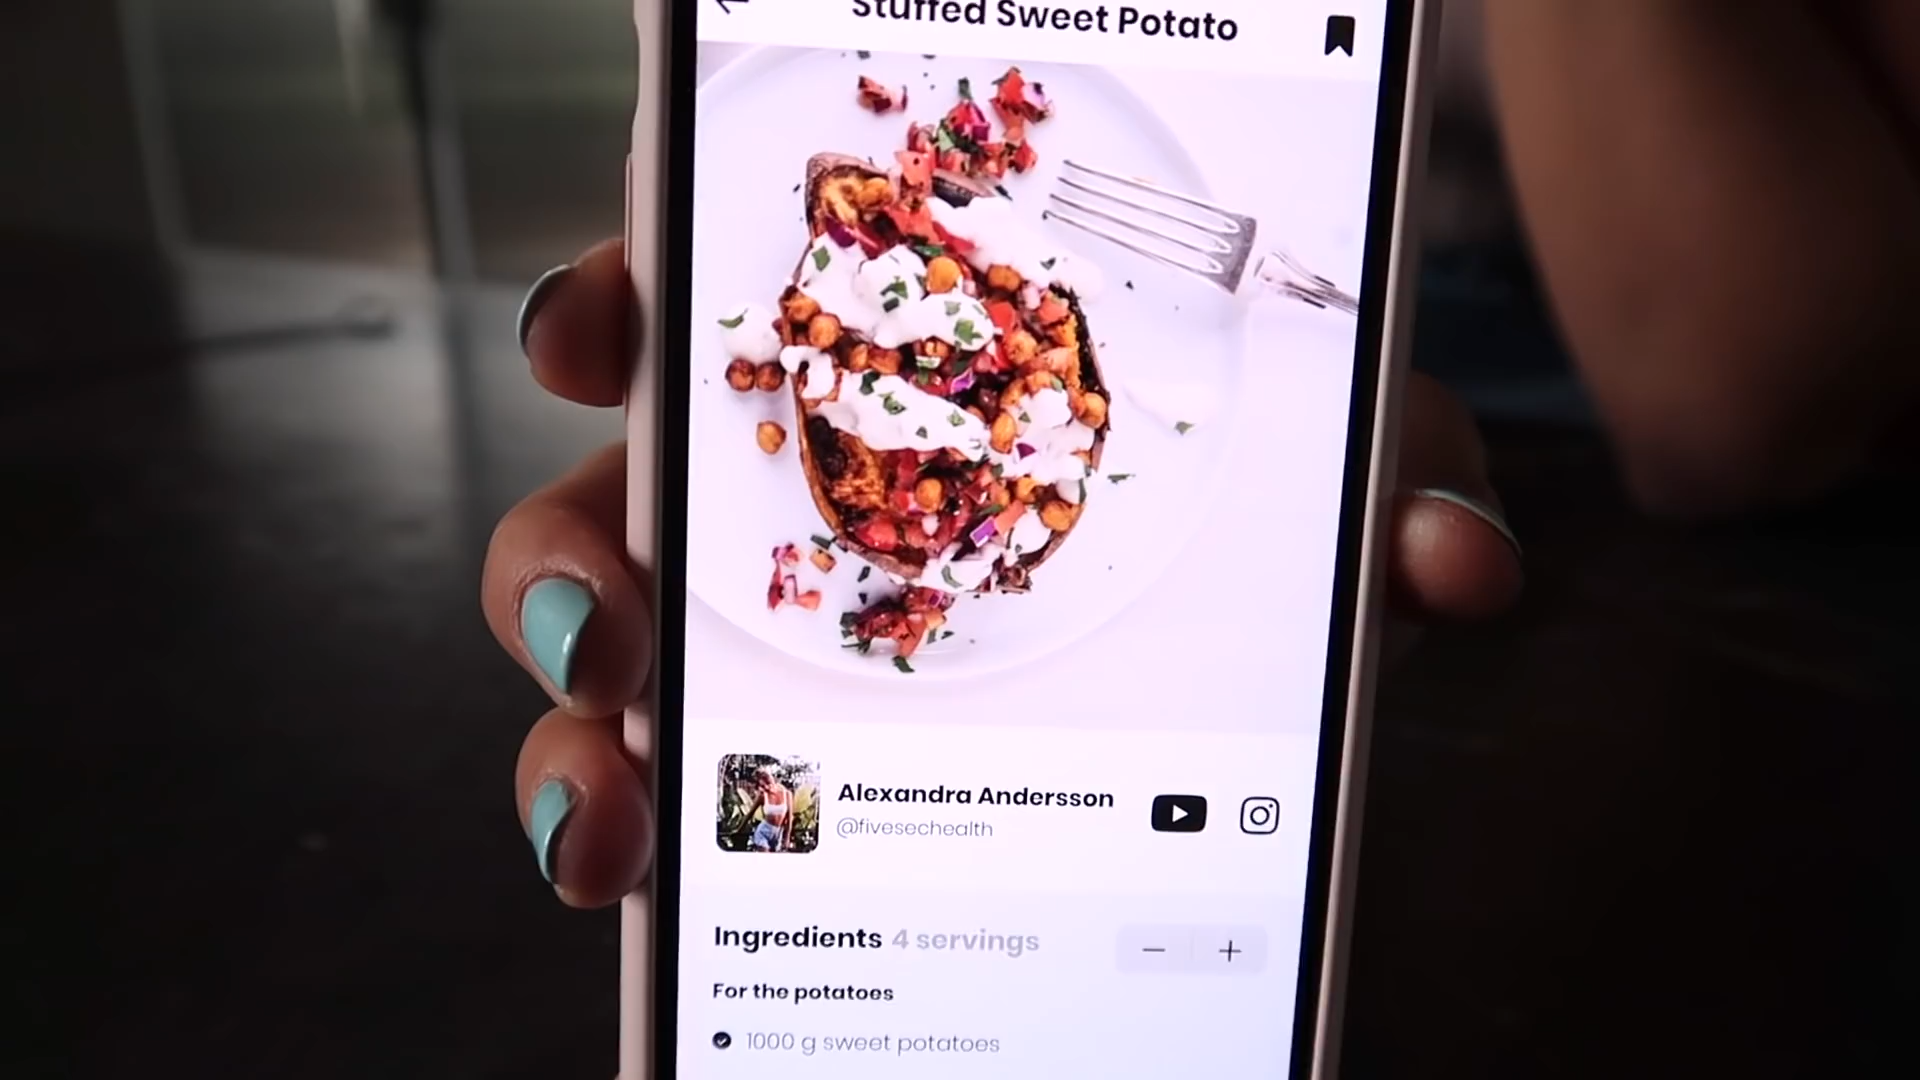 Stuffed Sweet Potato
Alexandra Andersson
@fivesechealth
Ingredients 4 servings
For the potatoes
1000 g sweet potatoes